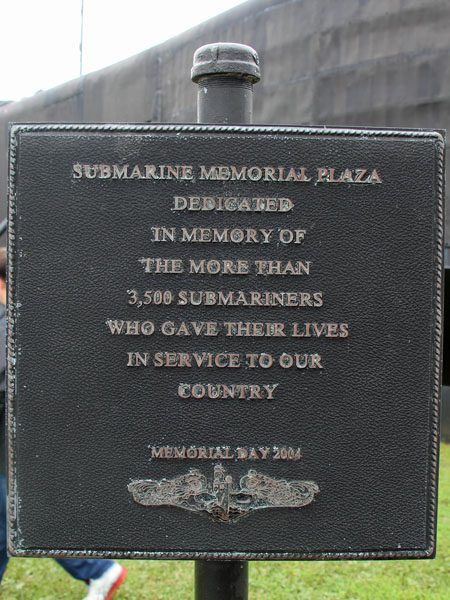 SUBMARINE MEMORIAL PLAZA
DEDICATED
IN MEMORY OF
THE MORE THAN
3,500 SUBMARINERS
WHO GAVE THEIR LIVES
IN SERVICE TO OUR
COUNTRY
MEMORIAL DAY 2004